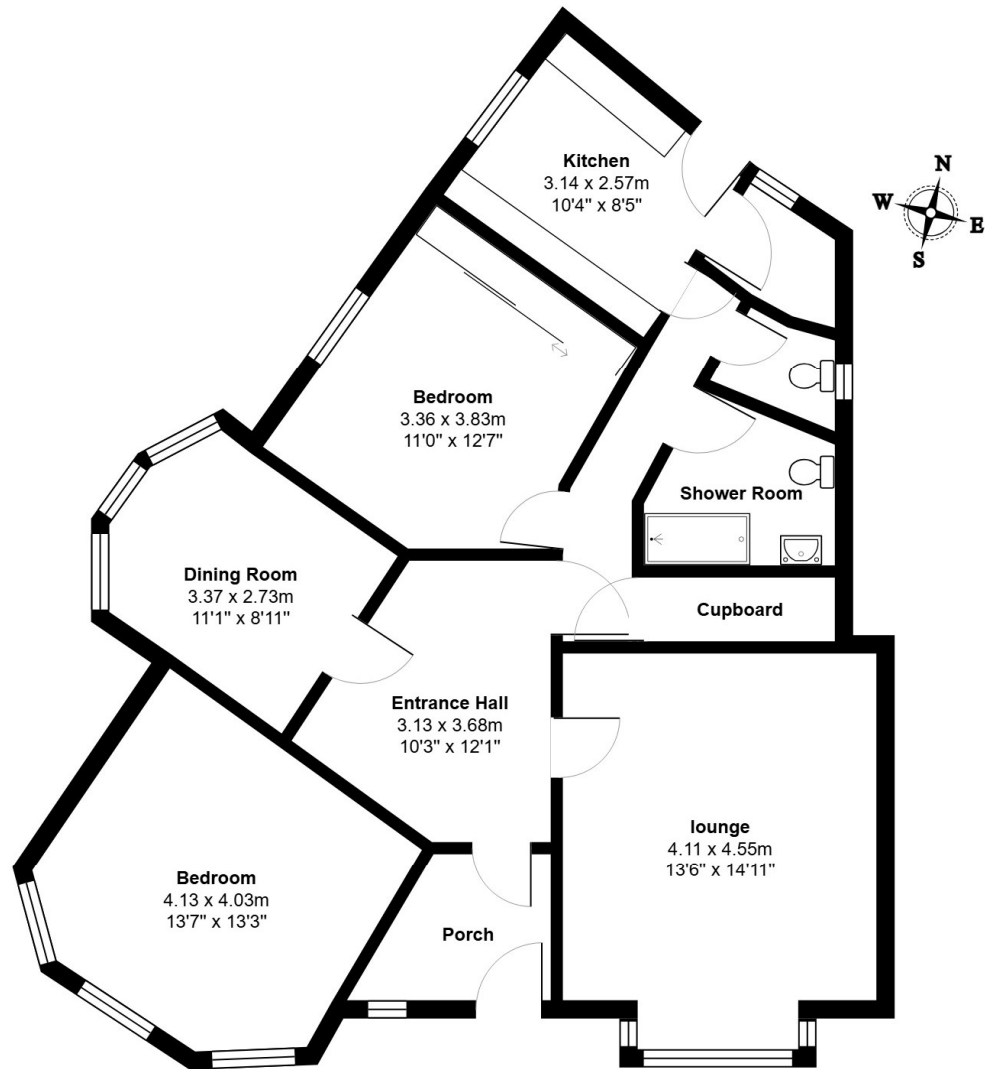 Kitchen
3.14 x 2.57m
10'4" x 8'5"
N
W
E
S
Bedroom
3.36 x 3.83m
11'0" x 12'7"
Shower Room
Dining Room
3.37 x 2.73m
11'1" x 8'11"
Cupboard
Entrance Hall
3.13 x 3.68m
10'3" x 12'1"
lounge
4.11 x 4.55m
13'6" x 14'11"
Bedroom
4.13 x 4.03m
13'7" x 13'3"
Porch